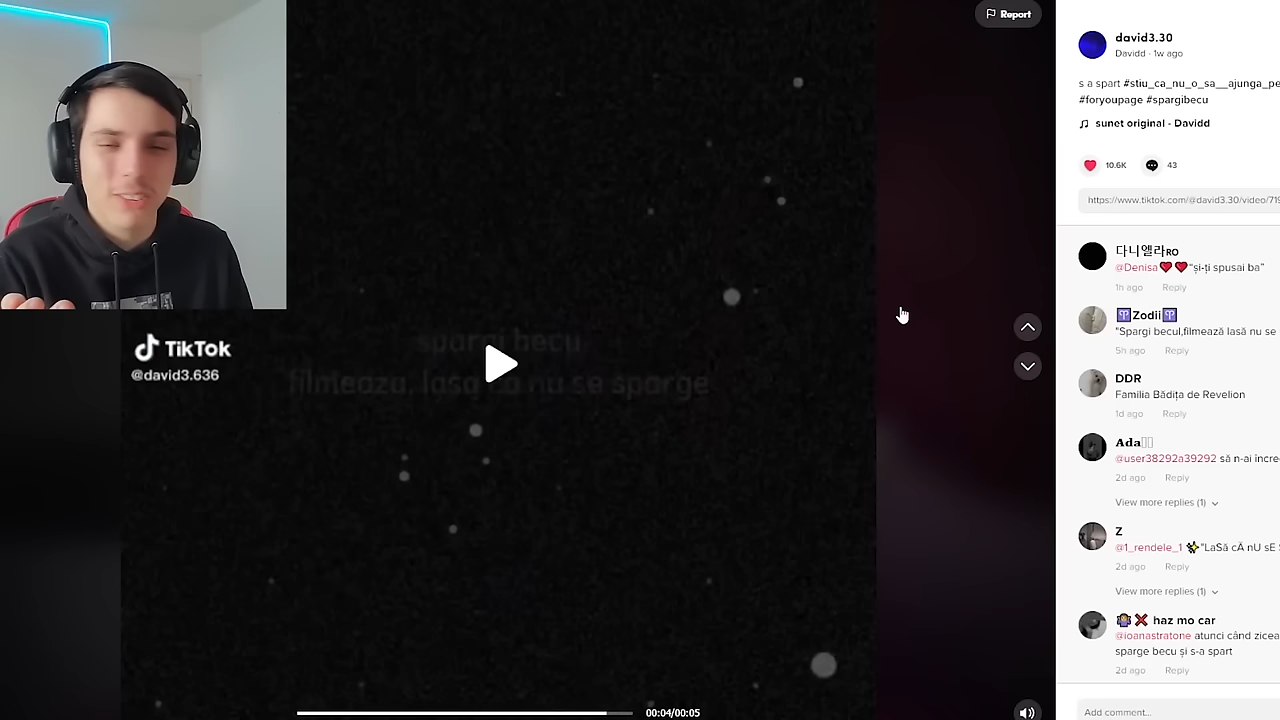 Report
TikTok
@david3.636
spargi becu
filmeaza lasa ca nu se sparge
00:04/00:05
david3.30
Davidd · 1w ago
s a spart #stiu_ca_nu_o_sa__ajunga_pe
#foryoupage #spargibecu
sunet original - Davidd
10.6K
43
https://www.tiktok.com/@david3.30/video/719
다니엘라RO
@Denisa❤️❤️“și-ți spusai ba”
1h ago Reply
♈Zodii♈
"Spargi becul,filmează lasă nu se
5h ago Reply
DDR
Familia Bădița de Revelion
1d ago Reply
Ada
@user38292a39292 să n-ai încre
2d ago Reply
View more replies (1)
Z
@1_rendele_1 ✨"LaSă cĂ nU sE
2d ago Reply
View more replies (1)
haz mo car
@ioanastratone atunci când zicea
sparge becu și s-a spart
2d ago Reply
Add comment...